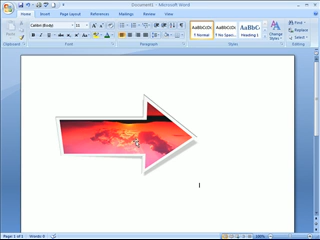 Document1 - Microsoft Word
Home Insert Page Layout References Mailings Review View
Calibri (Body) 11
AaBbCcDc AaBbCcDc AaBbC
Paste
¶ Normal ¶ No Spaci... Heading 1
Change Styles
Find
Replace
Select
Clipboard Font Paragraph Styles Editing
Page: 1 of 1 Words: 0 100%